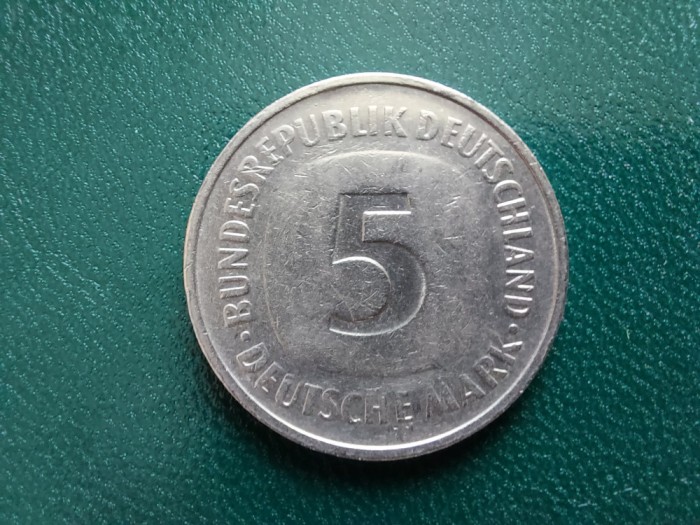 BUNDESREPUBLIK DEUTSCHLAND
5
DEUTSCHE MARK